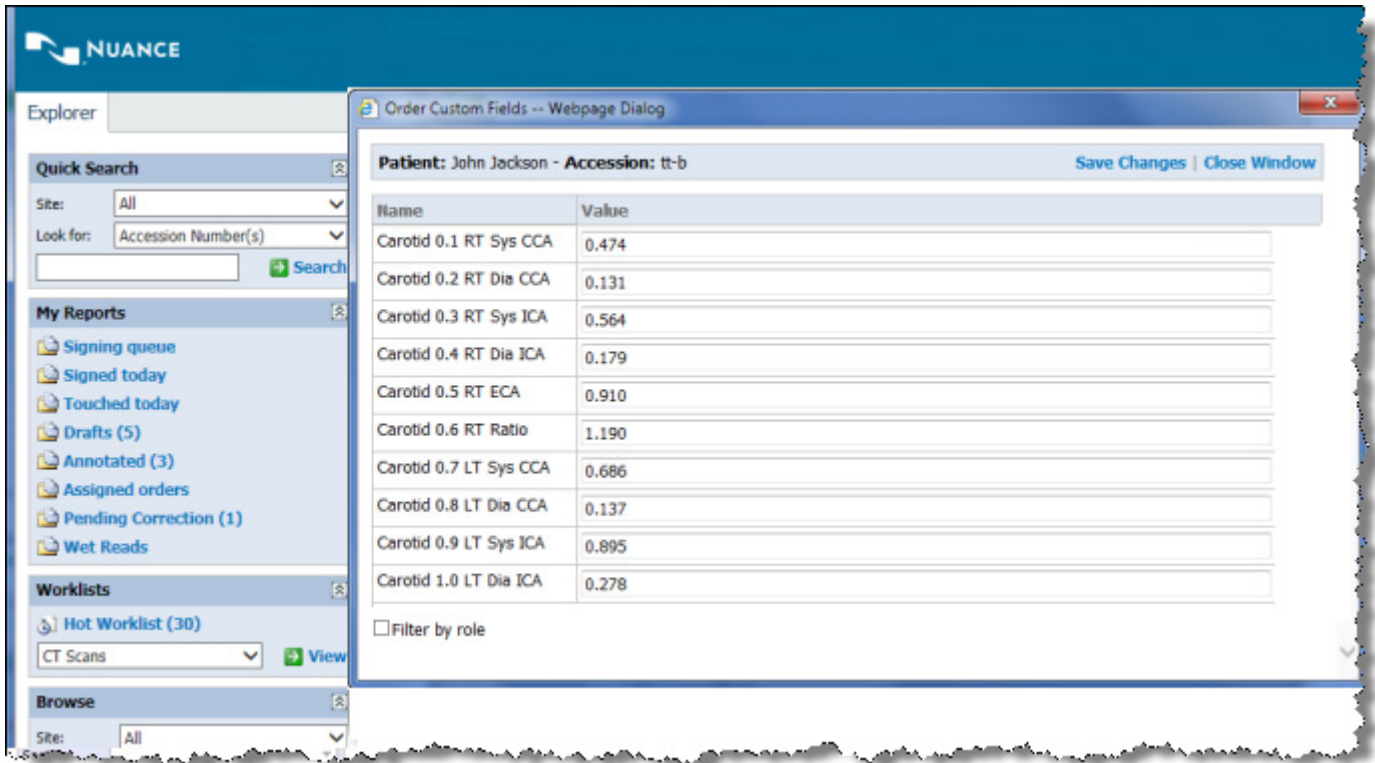 NUANCE
Explorer
Quick Search
Site: All
Look for: Accession Number(s)
Search
My Reports
Signing queue
Signed today
Touched today
Drafts (5)
Annotated (3)
Assigned orders
Pending Correction (1)
Wet Reads
Worklists
Hot Worklist (30)
CT Scans View
Browse
Site: All
Order Custom Fields -- Webpage Dialog
Patient: John Jackson - Accession: tt-b Save Changes | Close Window
Name Value
Carotid 0.1 RT Sys CCA 0.474
Carotid 0.2 RT Dia CCA 0.131
Carotid 0.3 RT Sys ICA 0.564
Carotid 0.4 RT Dia ICA 0.179
Carotid 0.5 RT ECA 0.910
Carotid 0.6 RT Ratio 1.190
Carotid 0.7 LT Sys CCA 0.686
Carotid 0.8 LT Dia CCA 0.137
Carotid 0.9 LT Sys ICA 0.895
Carotid 1.0 LT Dia ICA 0.278
Filter by role